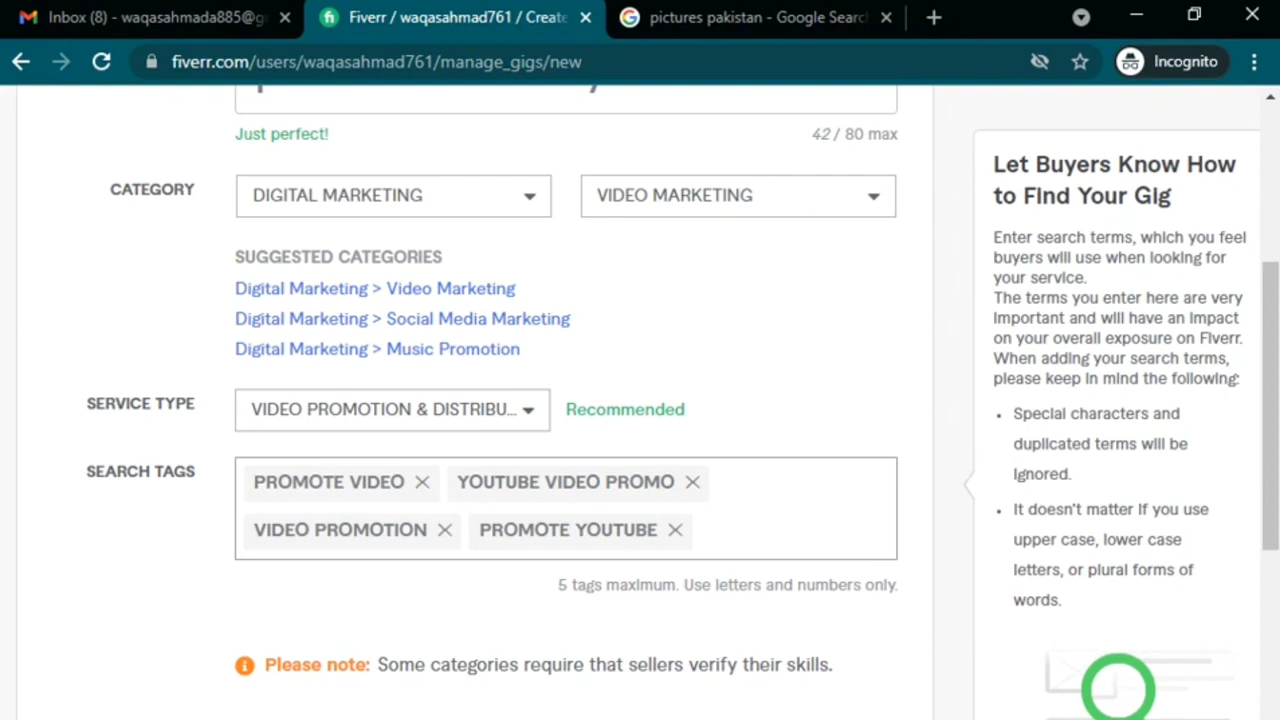 Inbox (8) - waqasahmada885@g
Fiverr / waqasahmad761 / Create
pictures pakistan - Google Search
fiverr.com/users/waqasahmad761/manage_gigs/new
Incognito
Just perfect!
42 / 80 max
CATEGORY
DIGITAL MARKETING
VIDEO MARKETING
SUGGESTED CATEGORIES
Digital Marketing > Video Marketing
Digital Marketing > Social Media Marketing
Digital Marketing > Music Promotion
SERVICE TYPE
VIDEO PROMOTION & DISTRIBU...
Recommended
SEARCH TAGS
PROMOTE VIDEO
YOUTUBE VIDEO PROMO
VIDEO PROMOTION
PROMOTE YOUTUBE
5 tags maximum. Use letters and numbers only.
Please note: Some categories require that sellers verify their skills.
Let Buyers Know How
to Find Your Gig
Enter search terms, which you feel
buyers will use when looking for
your service.
The terms you enter here are very
important and will have an impact
on your overall exposure on Fiverr.
When adding your search terms,
please keep in mind the following:
Special characters and
duplicated terms will be
ignored.
It doesn't matter if you use
upper case, lower case
letters, or plural forms of
words.